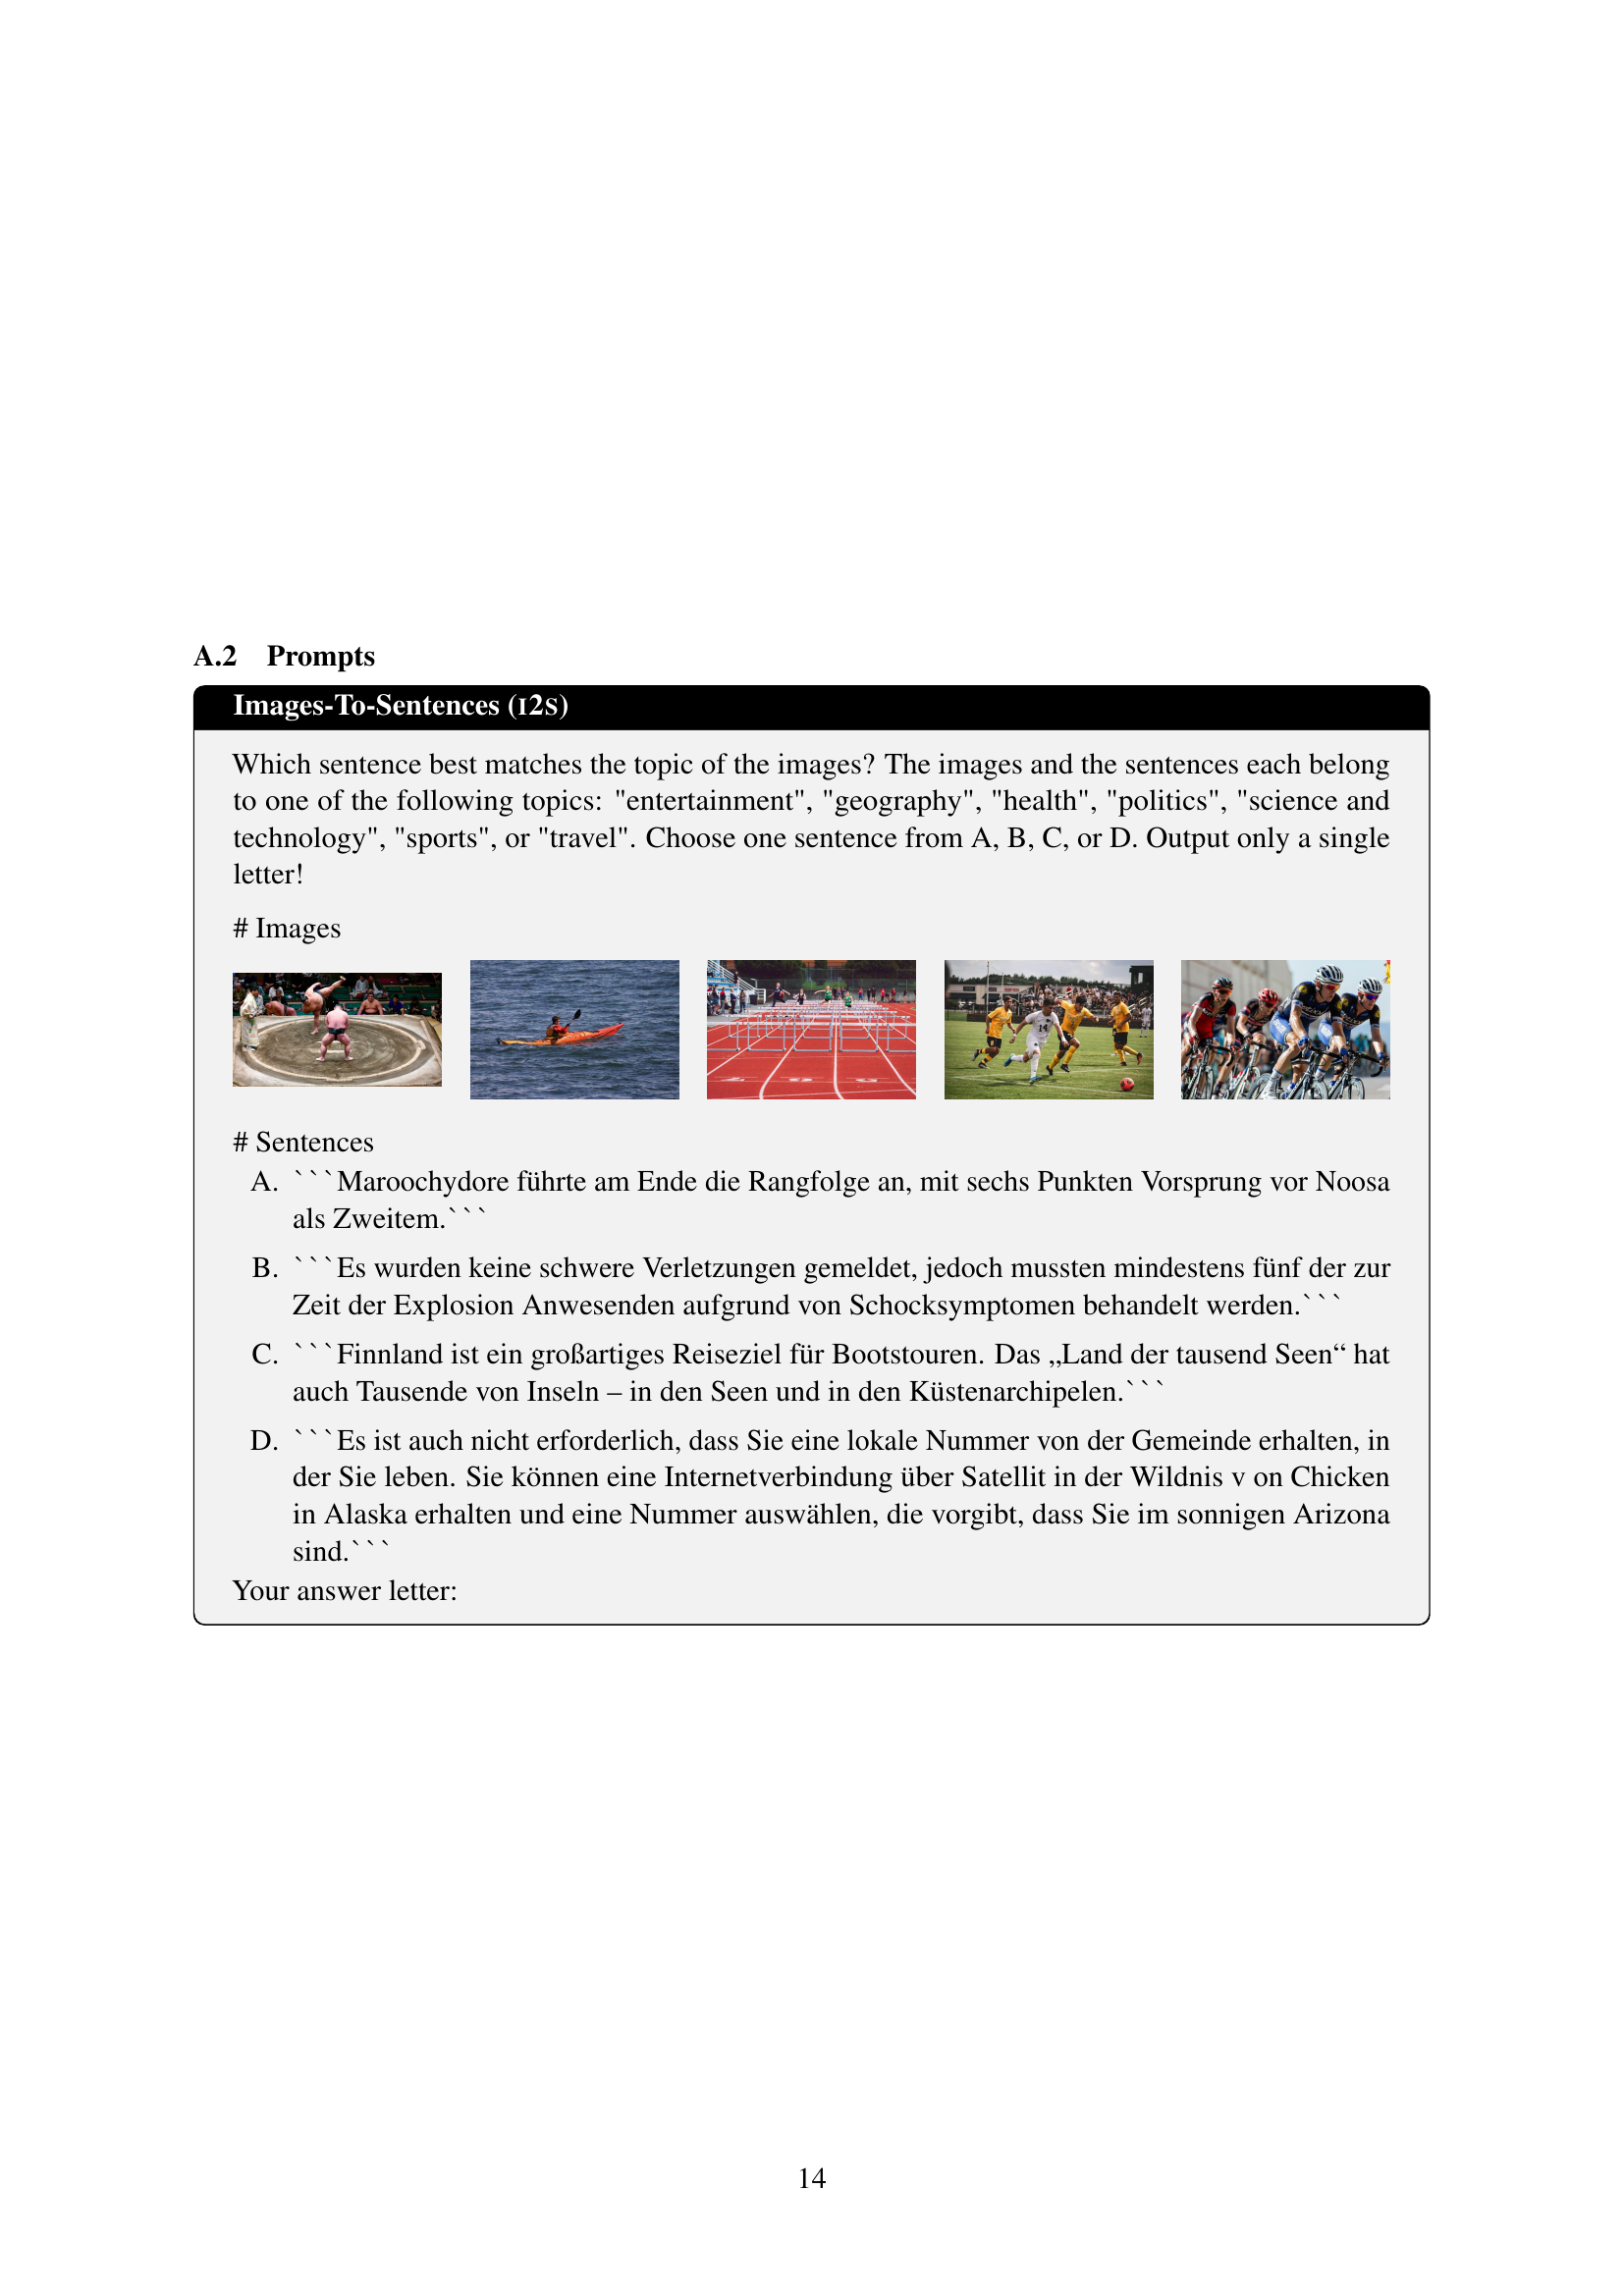 A.2 Prompts
Images-To-Sentences (I2S)
Which sentence best matches the topic of the images? The images and the sentences each belong
to one of the following topics: "entertainment", "geography", "health", "politics", "science and
technology", "sports", or "travel". Choose one sentence from A, B, C, or D. Output only a single
letter!
# Images
14
# Sentences
A. ```Maroochydore führte am Ende die Rangfolge an, mit sechs Punkten Vorsprung vor Noosa
als Zweitem.```
B. ```Es wurden keine schwere Verletzungen gemeldet, jedoch mussten mindestens fünf der zur
Zeit der Explosion Anwesenden aufgrund von Schocksymptomen behandelt werden.```
C. ```Finnland ist ein großartiges Reiseziel für Bootstouren. Das „Land der tausend Seen“ hat
auch Tausende von Inseln – in den Seen und in den Küstenarchipelen.```
D. ```Es ist auch nicht erforderlich, dass Sie eine lokale Nummer von der Gemeinde erhalten, in
der Sie leben. Sie können eine Internetverbindung über Satellit in der Wildnis v on Chicken
in Alaska erhalten und eine Nummer auswählen, die vorgibt, dass Sie im sonnigen Arizona
sind.```
Your answer letter:
14